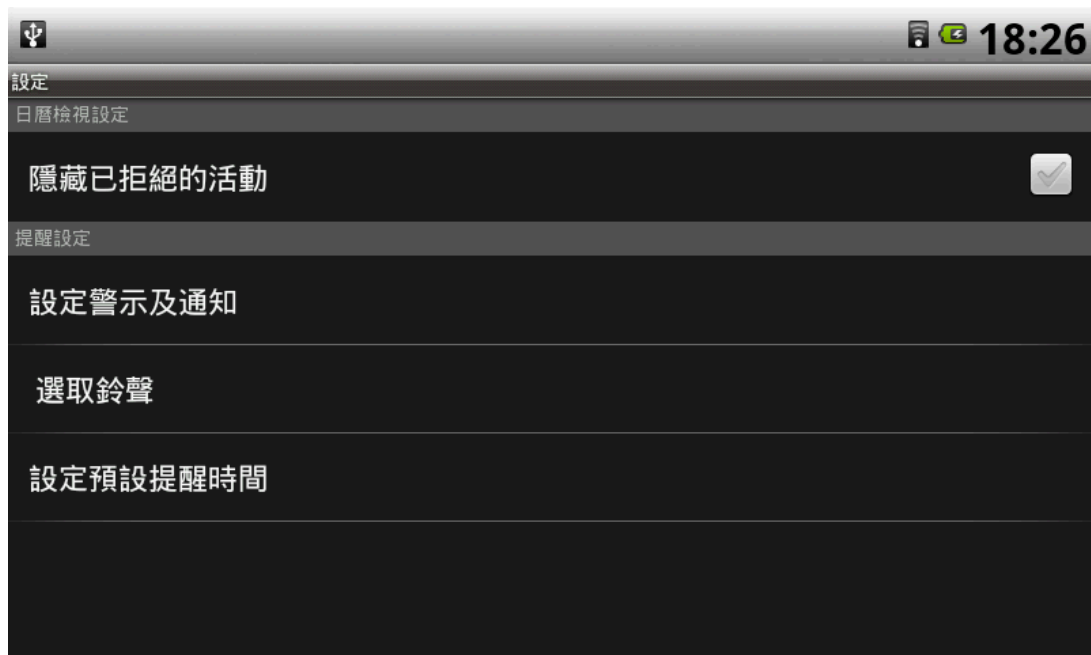 18:26
設定
日曆檢視設定
隱藏已拒絕的活動
提醒設定
設定警示及通知
選取鈴聲
設定預設提醒時間